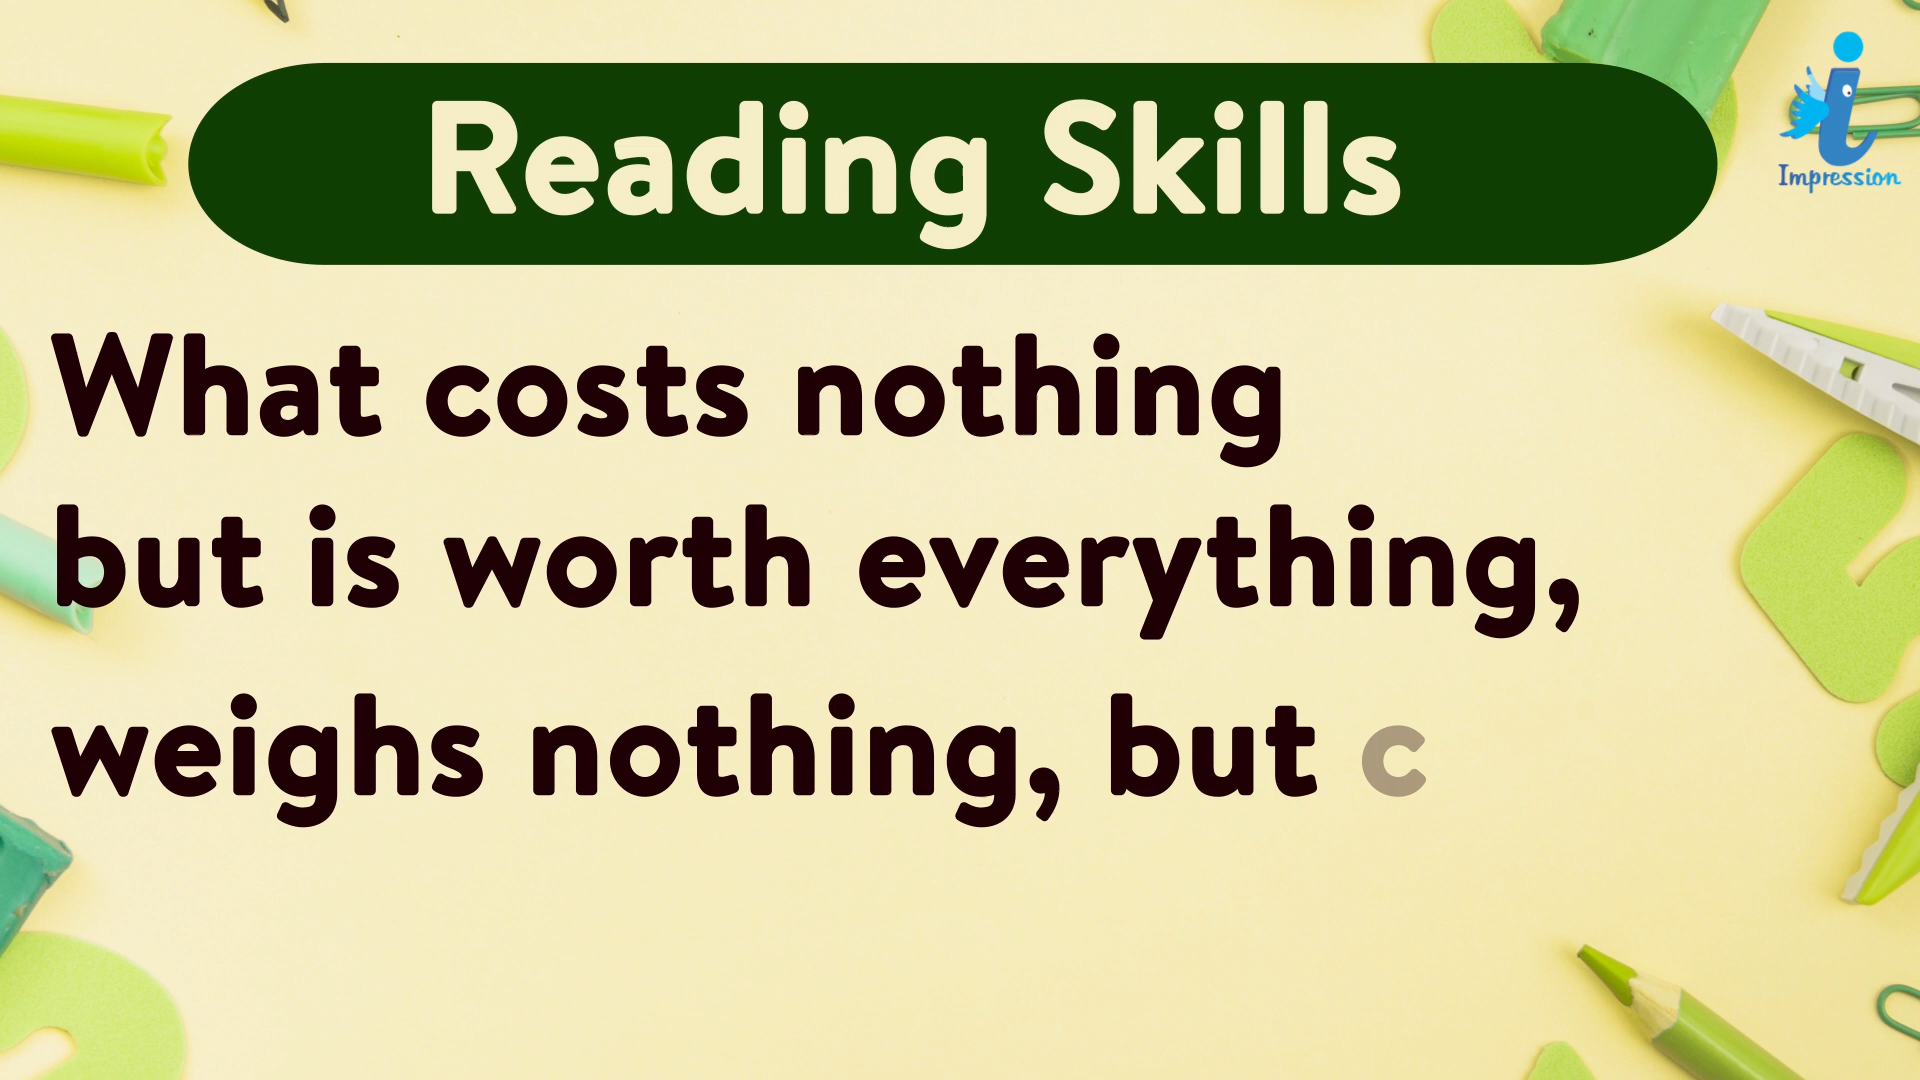 Reading Skills
Impression
What costs nothing
but is worth everything,
weighs nothing, but c